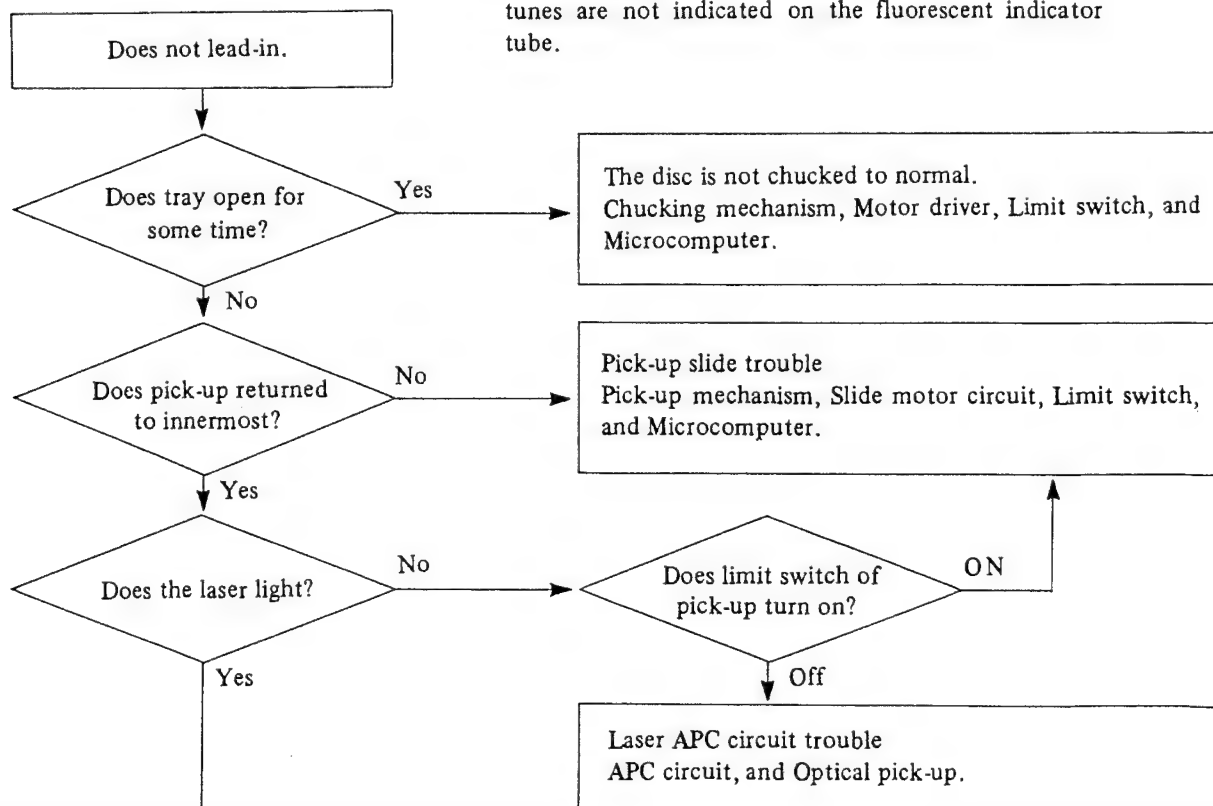 tunes are not indicated on the fluorescent indicator
tube.
Does not lead-in.
Does tray open for
some time?
Yes
The disc is not chucked to normal.
Chucking mechanism, Motor driver, Limit switch, and
Microcomputer.
No
Does pick-up returned
to innermost?
No
Pick-up slide trouble
Pick-up mechanism, Slide motor circuit, Limit switch,
and Microcomputer.
Yes
Does the laser light?
No
Does limit switch of
pick-up turn on?
ON
Yes
Off
Laser APC circuit trouble
APC circuit, and Optical pick-up.